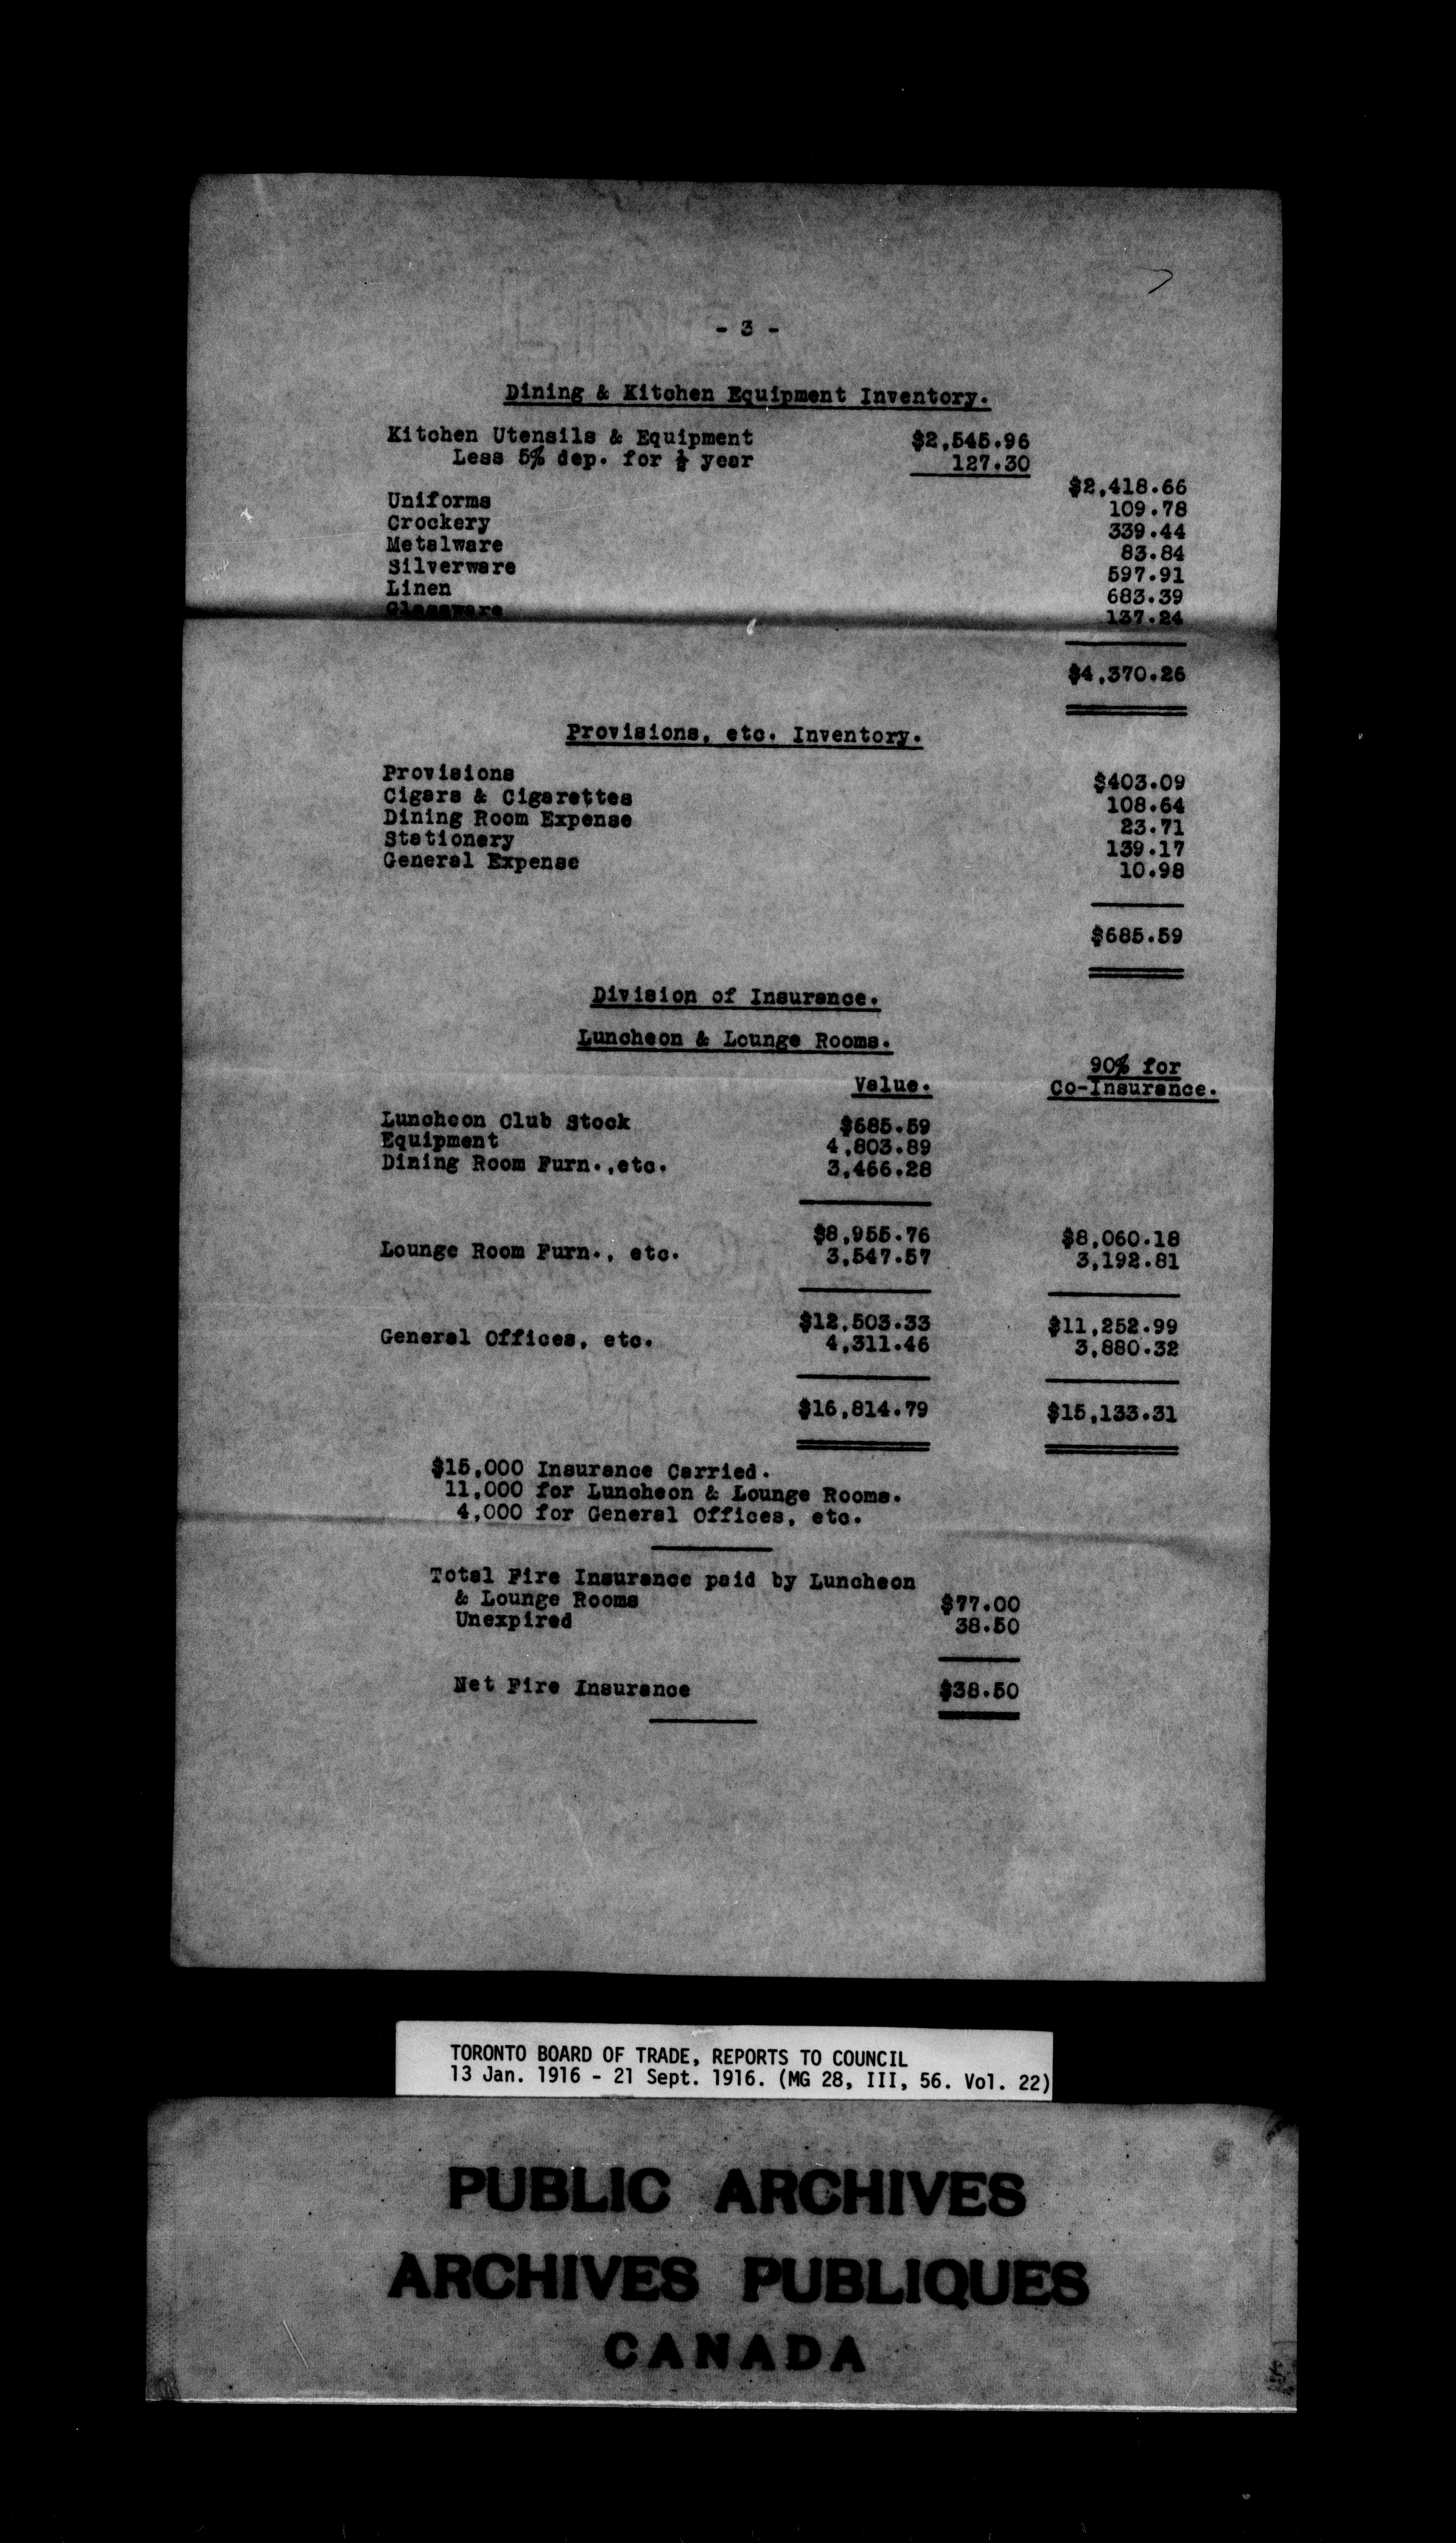 - 3 -
Dining & Kitchen Equipment Inventory.
Kitchen Utensils & Equipment $2,545.96
Less 5% dep. for ½ year 127.30
$2,418.66
Uniforms 109.78
Crockery 339.44
Metalware 83.84
Silverware 597.91
Linen 683.39
Glassware 137.24
$4,370.26
Provisions, etc. Inventory.
Provisions $403.09
Cigars & Cigarettes 108.64
Dining Room Expense 23.71
Stationery 139.17
General Expense 10.98
$685.59
Division of Insurance.
Luncheon & Lounge Rooms.
90% for
Value. Co-Insurance.
Luncheon Club Stock $685.59
Equipment 4,803.89
Dining Room Furn.,etc. 3,466.28
$8,955.76 $8,060.18
Lounge Room Furn., etc. 3,547.57 3,192.81
$12,503.33 $11,252.99
General Offices, etc. 4,311.46 3,880.32
$16,814.79 $15,133.31
$15,000 Insurance Carried.
11,000 for Luncheon & Lounge Rooms.
4,000 for General Offices, etc.
Total Fire Insurance paid by Luncheon
& Lounge Rooms $77.00
Unexpired 38.50
Net Fire Insurance $38.50
TORONTO BOARD OF TRADE, REPORTS TO COUNCIL
13 Jan. 1916 - 21 Sept. 1916. (MG 28, III, 56. Vol. 22)
PUBLIC ARCHIVES
ARCHIVES PUBLIQUES
CANADA